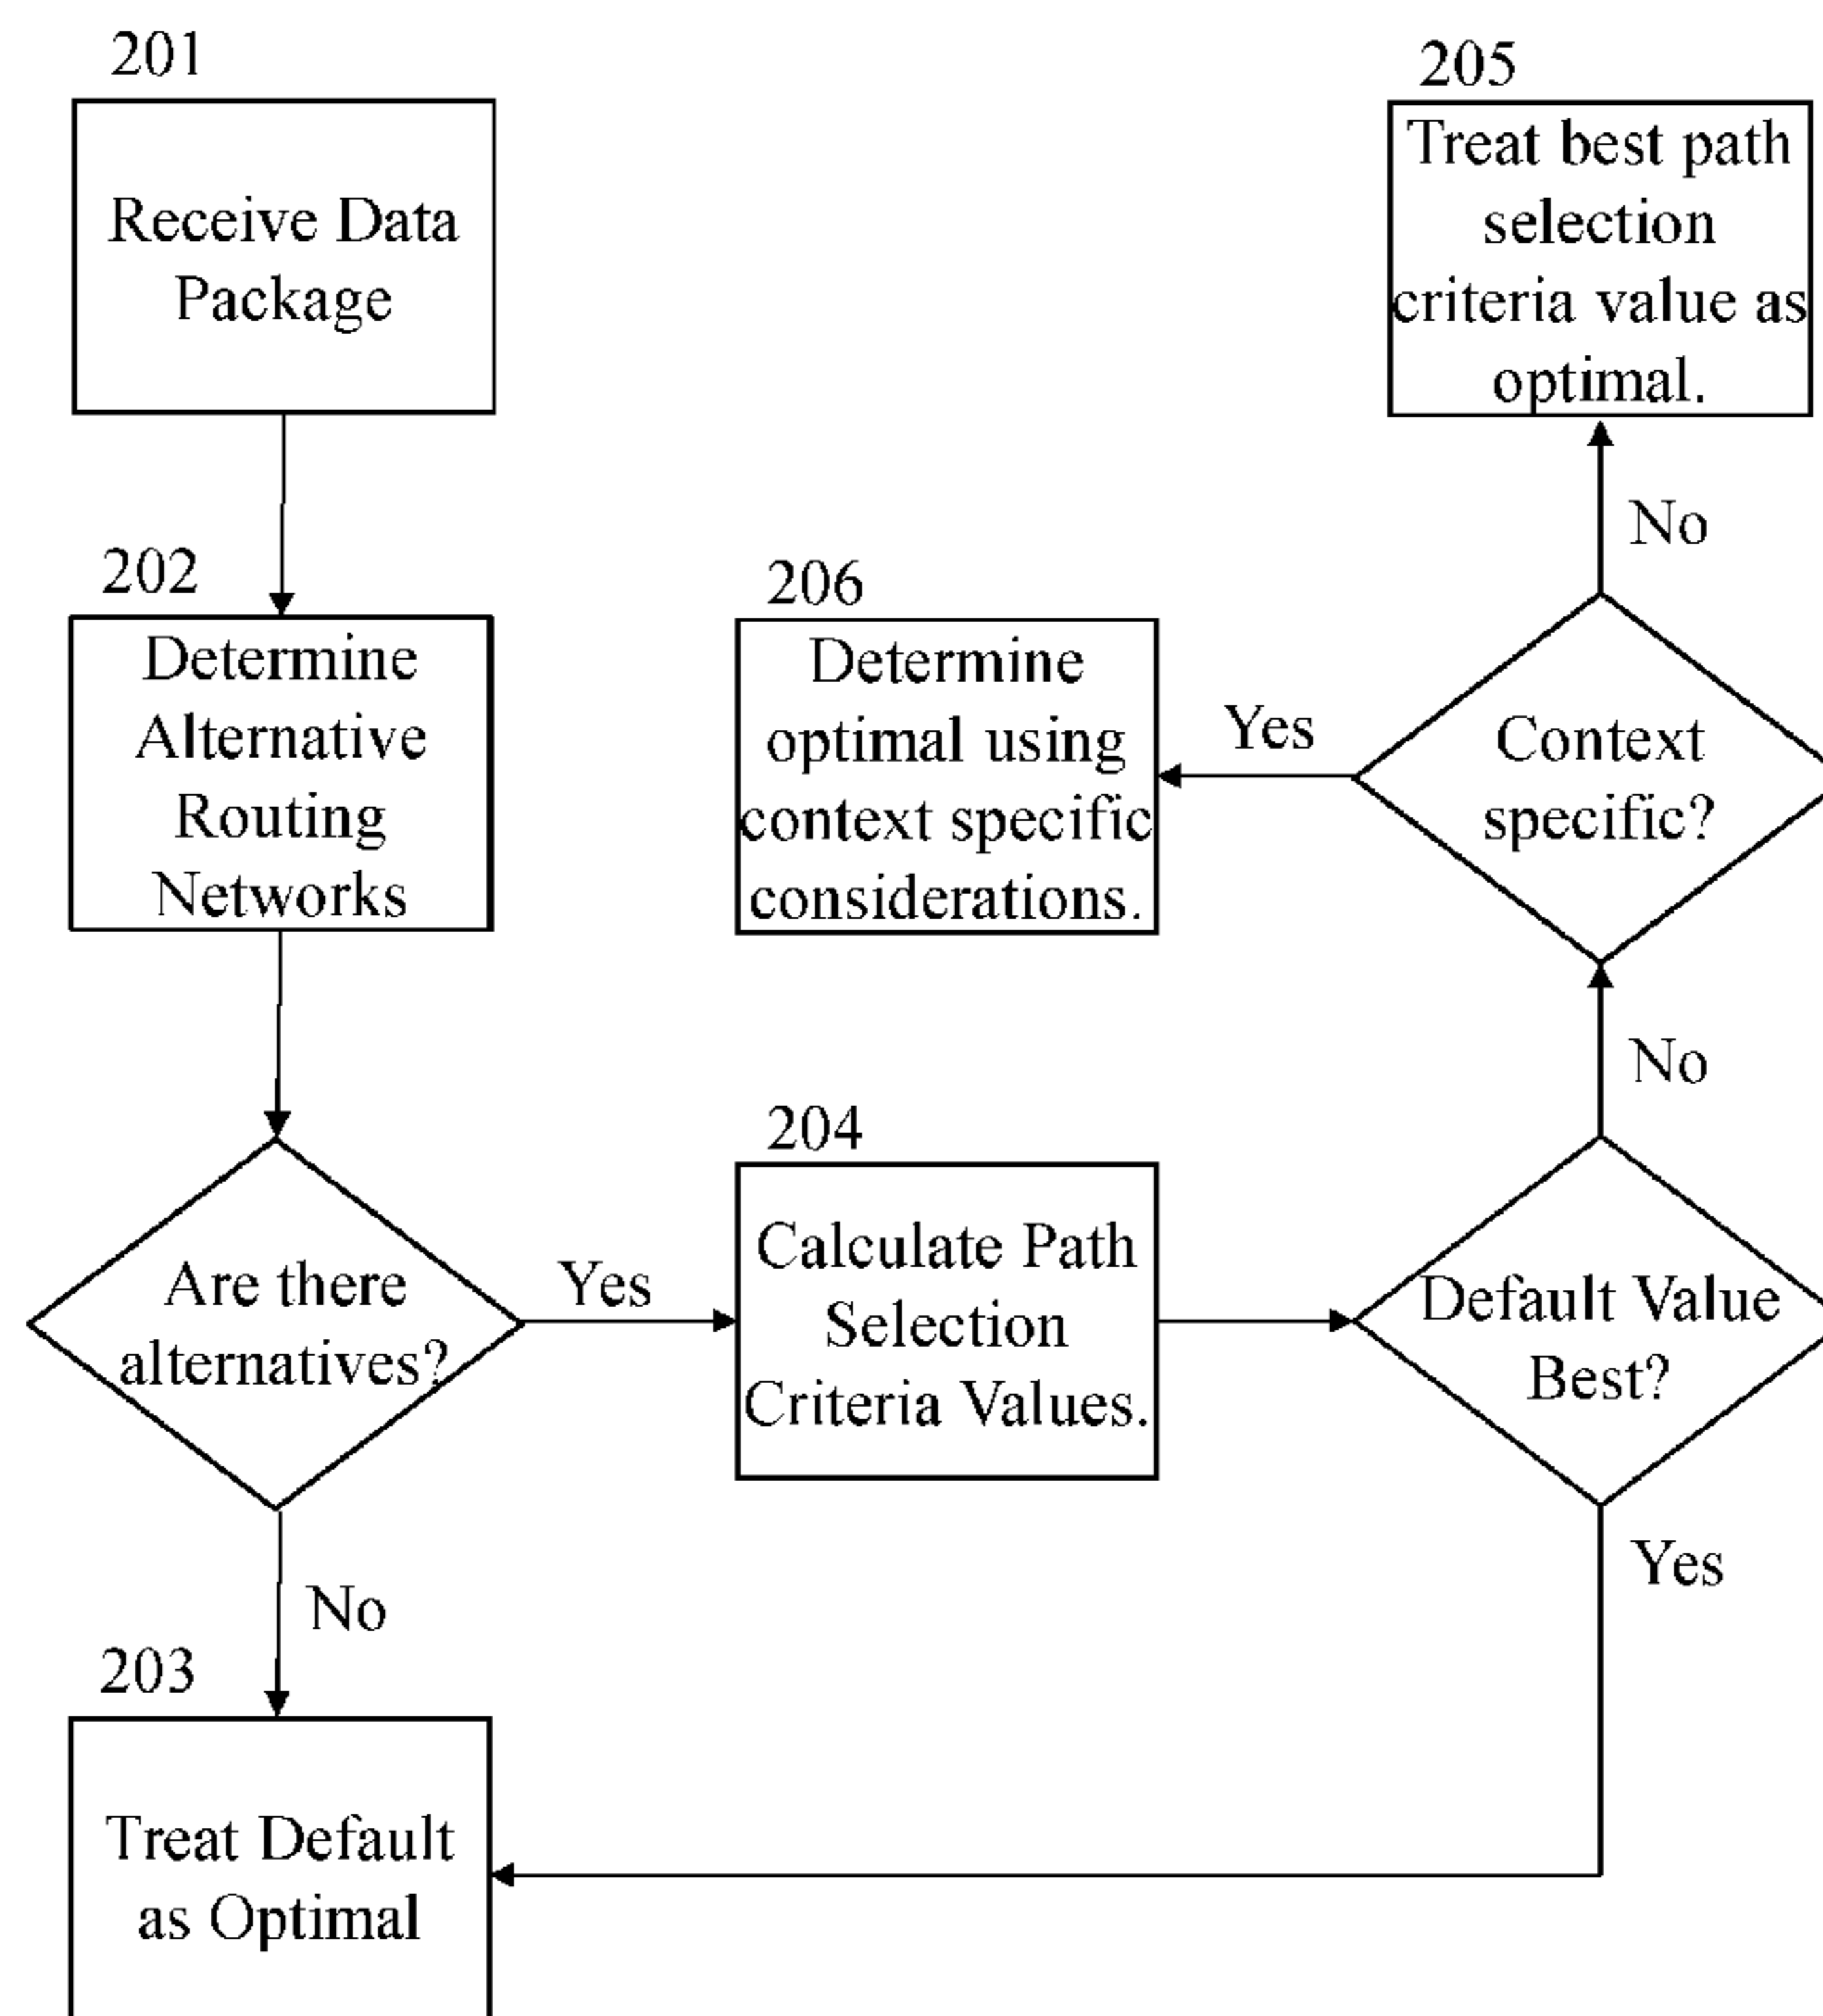 201
Receive Data
Package
202
Determine
Alternative
Routing
Networks
Are there
alternatives?
Yes
No
203
Treat Default
as Optimal
204
Calculate Path
Selection
Criteria Values.
Default Value
Best?
Yes
No
Context
specific?
Yes
No
206
Determine
optimal using
context specific
considerations.
205
Treat best path
selection
criteria value as
optimal.